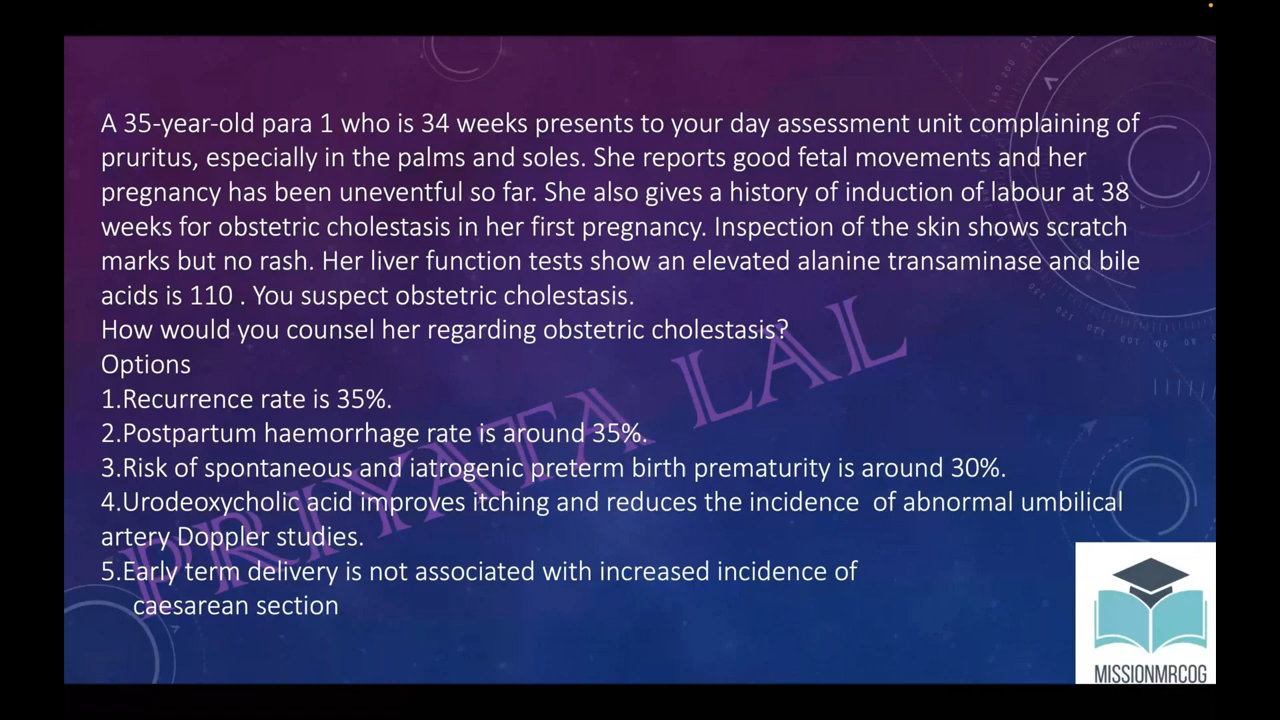 A 35-year-old para 1 who is 34 weeks presents to your day assessment unit complaining of
pruritus, especially in the palms and soles. She reports good fetal movements and her
pregnancy has been uneventful so far. She also gives a history of induction of labour at 38
weeks for obstetric cholestasis in her first pregnancy. Inspection of the skin shows scratch
marks but no rash. Her liver function tests show an elevated alanine transaminase and bile
acids is 110 . You suspect obstetric cholestasis.
How would you counsel her regarding obstetric cholestasis?
Options
1.Recurrence rate is 35%.
2.Postpartum haemorrhage rate is around 35%.
3.Risk of spontaneous and iatrogenic preterm birth prematurity is around 30%.
4.Urodeoxycholic acid improves itching and reduces the incidence  of abnormal umbilical
artery Doppler studies.
5.Early term delivery is not associated with increased incidence of
caesarean section
PRIYATA LAL
MISSIONMRCOG